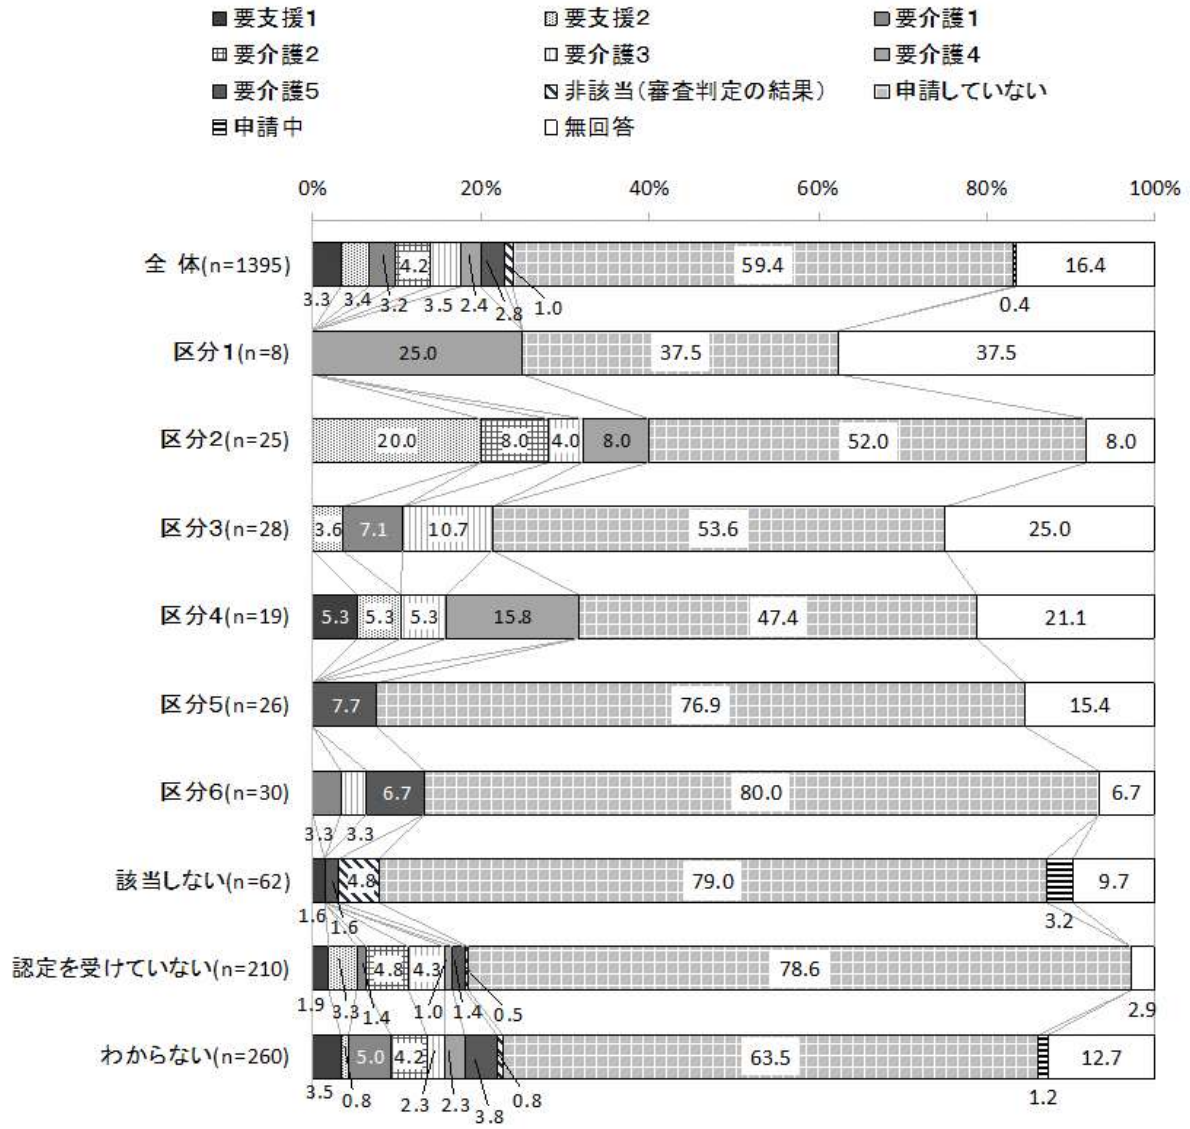 ■要支援1 要支援2 ■要介護1
要介護2 要介護3 ■要介護4
■要介護5 非該当(審査判定の結果) 申請していない
申請中 □無回答
0% 20% 40% 60% 80% 100%
全 体(n=1395) 4.2 59.4 16.4
3.3 3.4 3.2 3.5 2.4 2.8 1.0 0.4
区分1(n=8) 25.0 37.5 37.5
区分2(n=25) 20.0 8.0 4.0 8.0 52.0 8.0
区分3(n=28) 3.6 7.1 10.7 53.6 25.0
区分4(n=19) 5.3 5.3 5.3 15.8 47.4 21.1
区分5(n=26) 7.7 76.9 15.4
区分6(n=30) 6.7 80.0 6.7
3.3 3.3
該当しない(n=62) 4.8 79.0 9.7
1.6 1.6 3.2
認定を受けていない(n=210) 4.8 4.3 78.6
1.9 3.3 1.4 1.0 1.4 0.5 2.9
わからない(n=260) 5.0 4.2 63.5 12.7
3.5 0.8 2.3 2.3 3.8 0.8 1.2